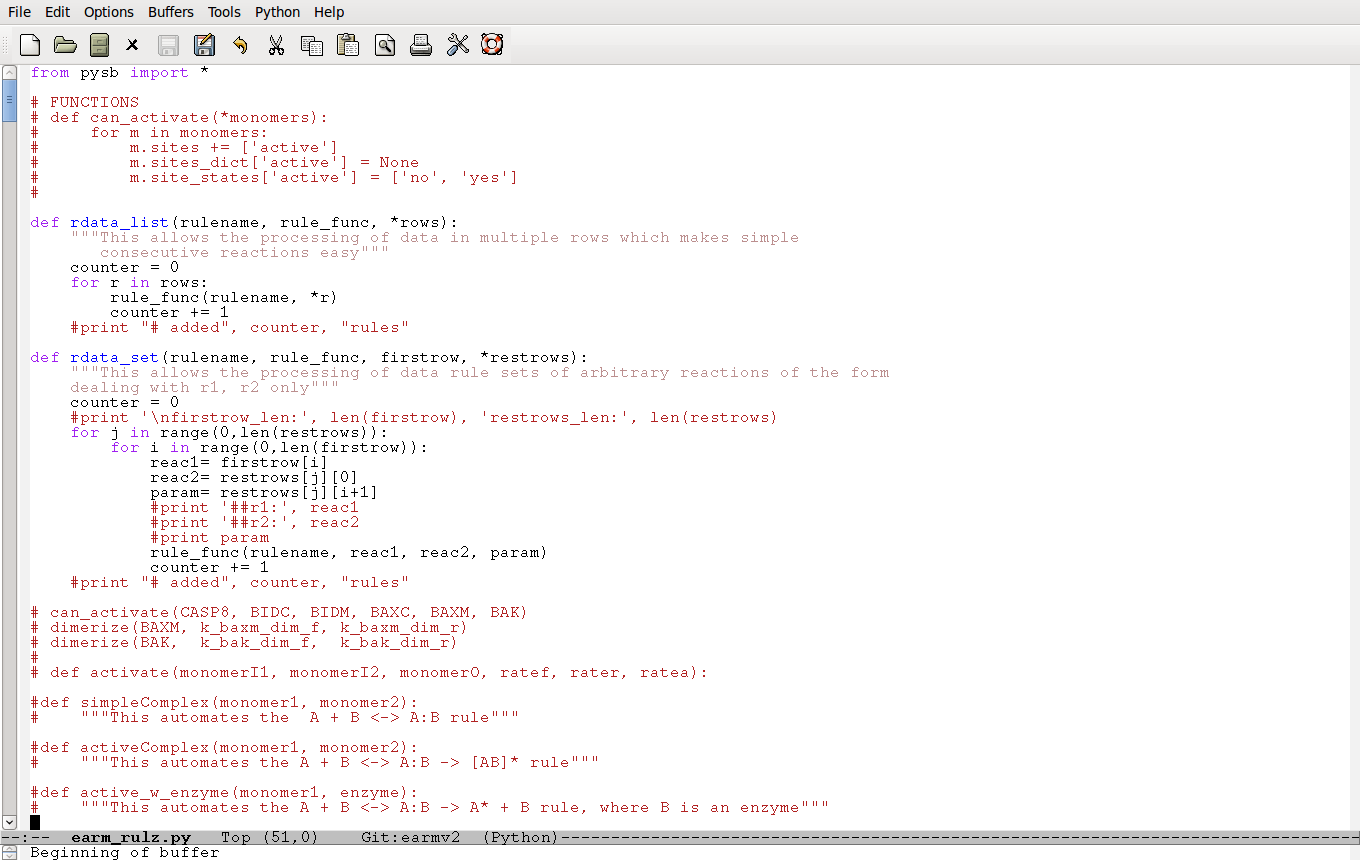 File Edit Options Buffers Tools Python Help
from pysb import *

# FUNCTIONS
# def can_activate(*monomers):
#     for m in monomers:
#         m.sites += ['active']
#         m.sites_dict['active'] = None
#         m.site_states['active'] = ['no', 'yes']
#

def rdata_list(rulename, rule_func, *rows):
    """This allows the processing of data in multiple rows which makes simple
       consecutive reactions easy"""
    counter = 0
    for r in rows:
        rule_func(rulename, *r)
        counter += 1
    #print "# added", counter, "rules"

def rdata_set(rulename, rule_func, firstrow, *restrows):
    """This allows the processing of data rule sets of arbitrary reactions of the form
    dealing with r1, r2 only"""
    counter = 0
    #print '\nfirstrow_len:', len(firstrow), 'restrows_len:', len(restrows)
    for j in range(0,len(restrows)):
        for i in range(0,len(firstrow)):
            reac1= firstrow[i]
            reac2= restrows[j][0]
            param= restrows[j][i+1]
            #print '##r1:', reac1
            #print '##r2:', reac2
            #print param
            rule_func(rulename, reac1, reac2, param)
            counter += 1
    #print "# added", counter, "rules"

# can_activate(CASP8, BIDC, BIDM, BAXC, BAXM, BAK)
# dimerize(BAXM, k_baxm_dim_f, k_baxm_dim_r)
# dimerize(BAK,  k_bak_dim_f,  k_bak_dim_r)
#
# def activate(monomerI1, monomerI2, monomerO, ratef, rater, ratea):

#def simpleComplex(monomer1, monomer2):
#    """This automates the  A + B <-> A:B rule"""

#def activeComplex(monomer1, monomer2):
#    """This automates the A + B <-> A:B -> [AB]* rule"""

#def active_w_enzyme(monomer1, enzyme):
#    """This automates the A + B <-> A:B -> A* + B rule, where B is an enzyme"""

--:--  earm_rulz.py   Top (51,0)    Git:earmv2  (Python)--------------------------------------------------------------------------------
Beginning of buffer